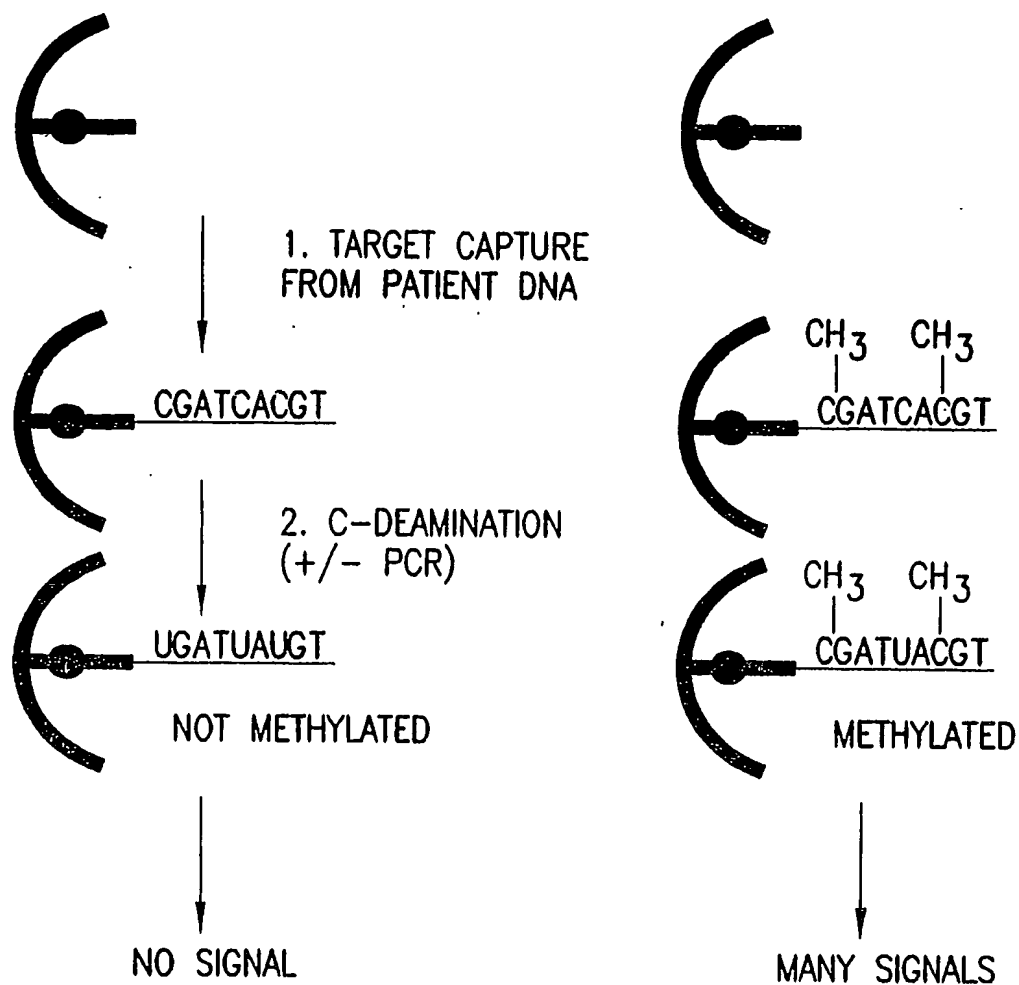 1. TARGET CAPTURE
FROM PATIENT DNA
CGATCACGT
CH3 CH3
CGATCACGT
2. C-DEAMINATION
(+/- PCR)
UGATUAUGT
CH3 CH3
CGATUACGT
NOT METHYLATED
METHYLATED
NO SIGNAL
MANY SIGNALS